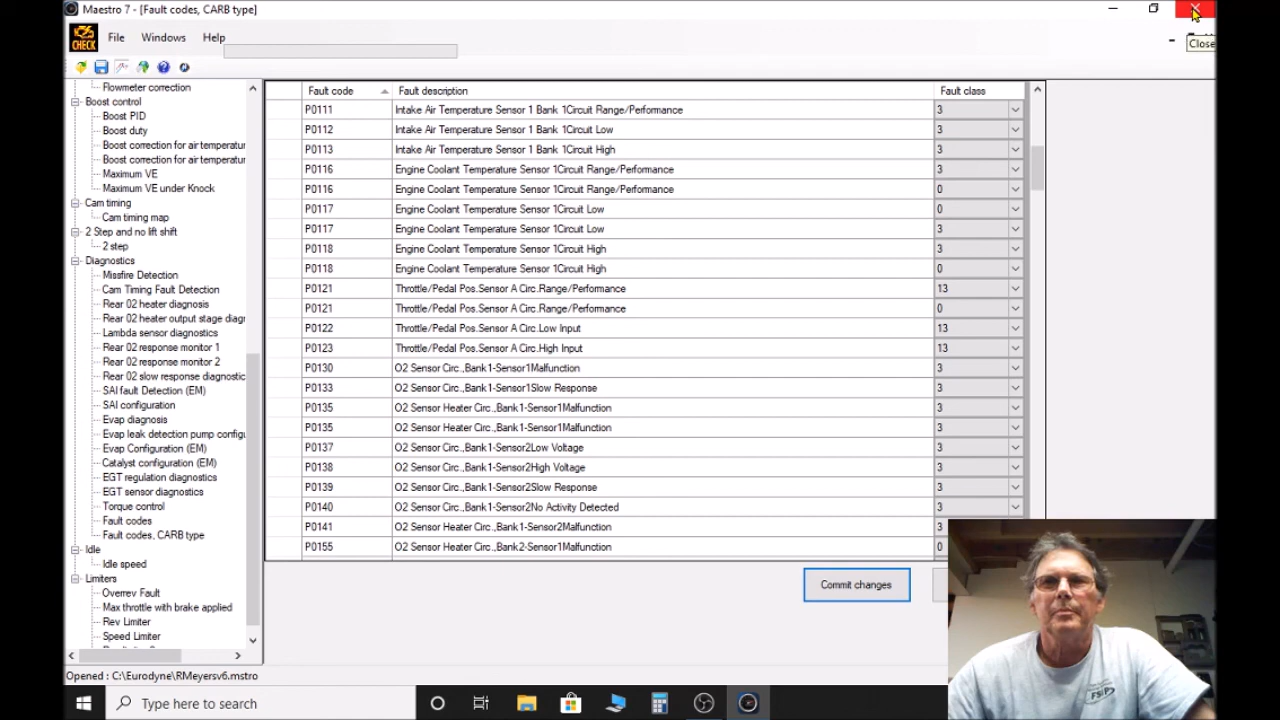 Maestro 7 - [Fault codes, CARB type]
CHECK File Windows Help
Close
Flowmeter correction
Boost control
Boost PID
Boost duty
Boost correction for air temperatur
Boost correction for air temperatur
Maximum VE
Maximum VE under Knock
Cam timing
Cam timing map
2 Step and no lift shift
2 step
Diagnostics
Missfire Detection
Cam Timing Fault Detection
Rear 02 heater diagnosis
Rear 02 heater output stage diagr
Lambda sensor diagnostics
Rear 02 response monitor 1
Rear 02 response monitor 2
Rear 02 slow response diagnostic
SAI fault Detection (EM)
SAI configuration
Evap diagnosis
Evap leak detection pump configu
Evap Configuration (EM)
Catalyst configuration (EM)
EGT regulation diagnostics
EGT sensor diagnostics
Torque control
Fault codes
Fault codes, CARB type
Idle
Idle speed
Limiters
Overrev Fault
Max throttle with brake applied
Rev Limiter
Speed Limiter
Fault code Fault description Fault class
P0111 Intake Air Temperature Sensor 1 Bank 1Circuit Range/Performance 3
P0112 Intake Air Temperature Sensor 1 Bank 1Circuit Low 3
P0113 Intake Air Temperature Sensor 1 Bank 1Circuit High 3
P0116 Engine Coolant Temperature Sensor 1Circuit Range/Performance 3
P0116 Engine Coolant Temperature Sensor 1Circuit Range/Performance 0
P0117 Engine Coolant Temperature Sensor 1Circuit Low 0
P0117 Engine Coolant Temperature Sensor 1Circuit Low 3
P0118 Engine Coolant Temperature Sensor 1Circuit High 3
P0118 Engine Coolant Temperature Sensor 1Circuit High 0
P0121 Throttle/Pedal Pos.Sensor A Circ.Range/Performance 13
P0121 Throttle/Pedal Pos.Sensor A Circ.Range/Performance 0
P0122 Throttle/Pedal Pos.Sensor A Circ.Low Input 13
P0123 Throttle/Pedal Pos.Sensor A Circ.High Input 13
P0130 O2 Sensor Circ.,Bank1-Sensor1Malfunction 3
P0133 O2 Sensor Circ.,Bank1-Sensor1Slow Response 3
P0135 O2 Sensor Heater Circ.,Bank1-Sensor1Malfunction 3
P0135 O2 Sensor Heater Circ.,Bank1-Sensor1Malfunction 3
P0137 O2 Sensor Circ.,Bank1-Sensor2Low Voltage 3
P0138 O2 Sensor Circ.,Bank1-Sensor2High Voltage 3
P0139 O2 Sensor Circ.,Bank1-Sensor2Slow Response 3
P0140 O2 Sensor Circ.,Bank1-Sensor2No Activity Detected 3
P0141 O2 Sensor Heater Circ.,Bank1-Sensor2Malfunction 3
P0155 O2 Sensor Heater Circ.,Bank2-Sensor1Malfunction 0
Commit changes
Opened : C:\Eurodyne\RMeyersv6.mstro
Type here to search